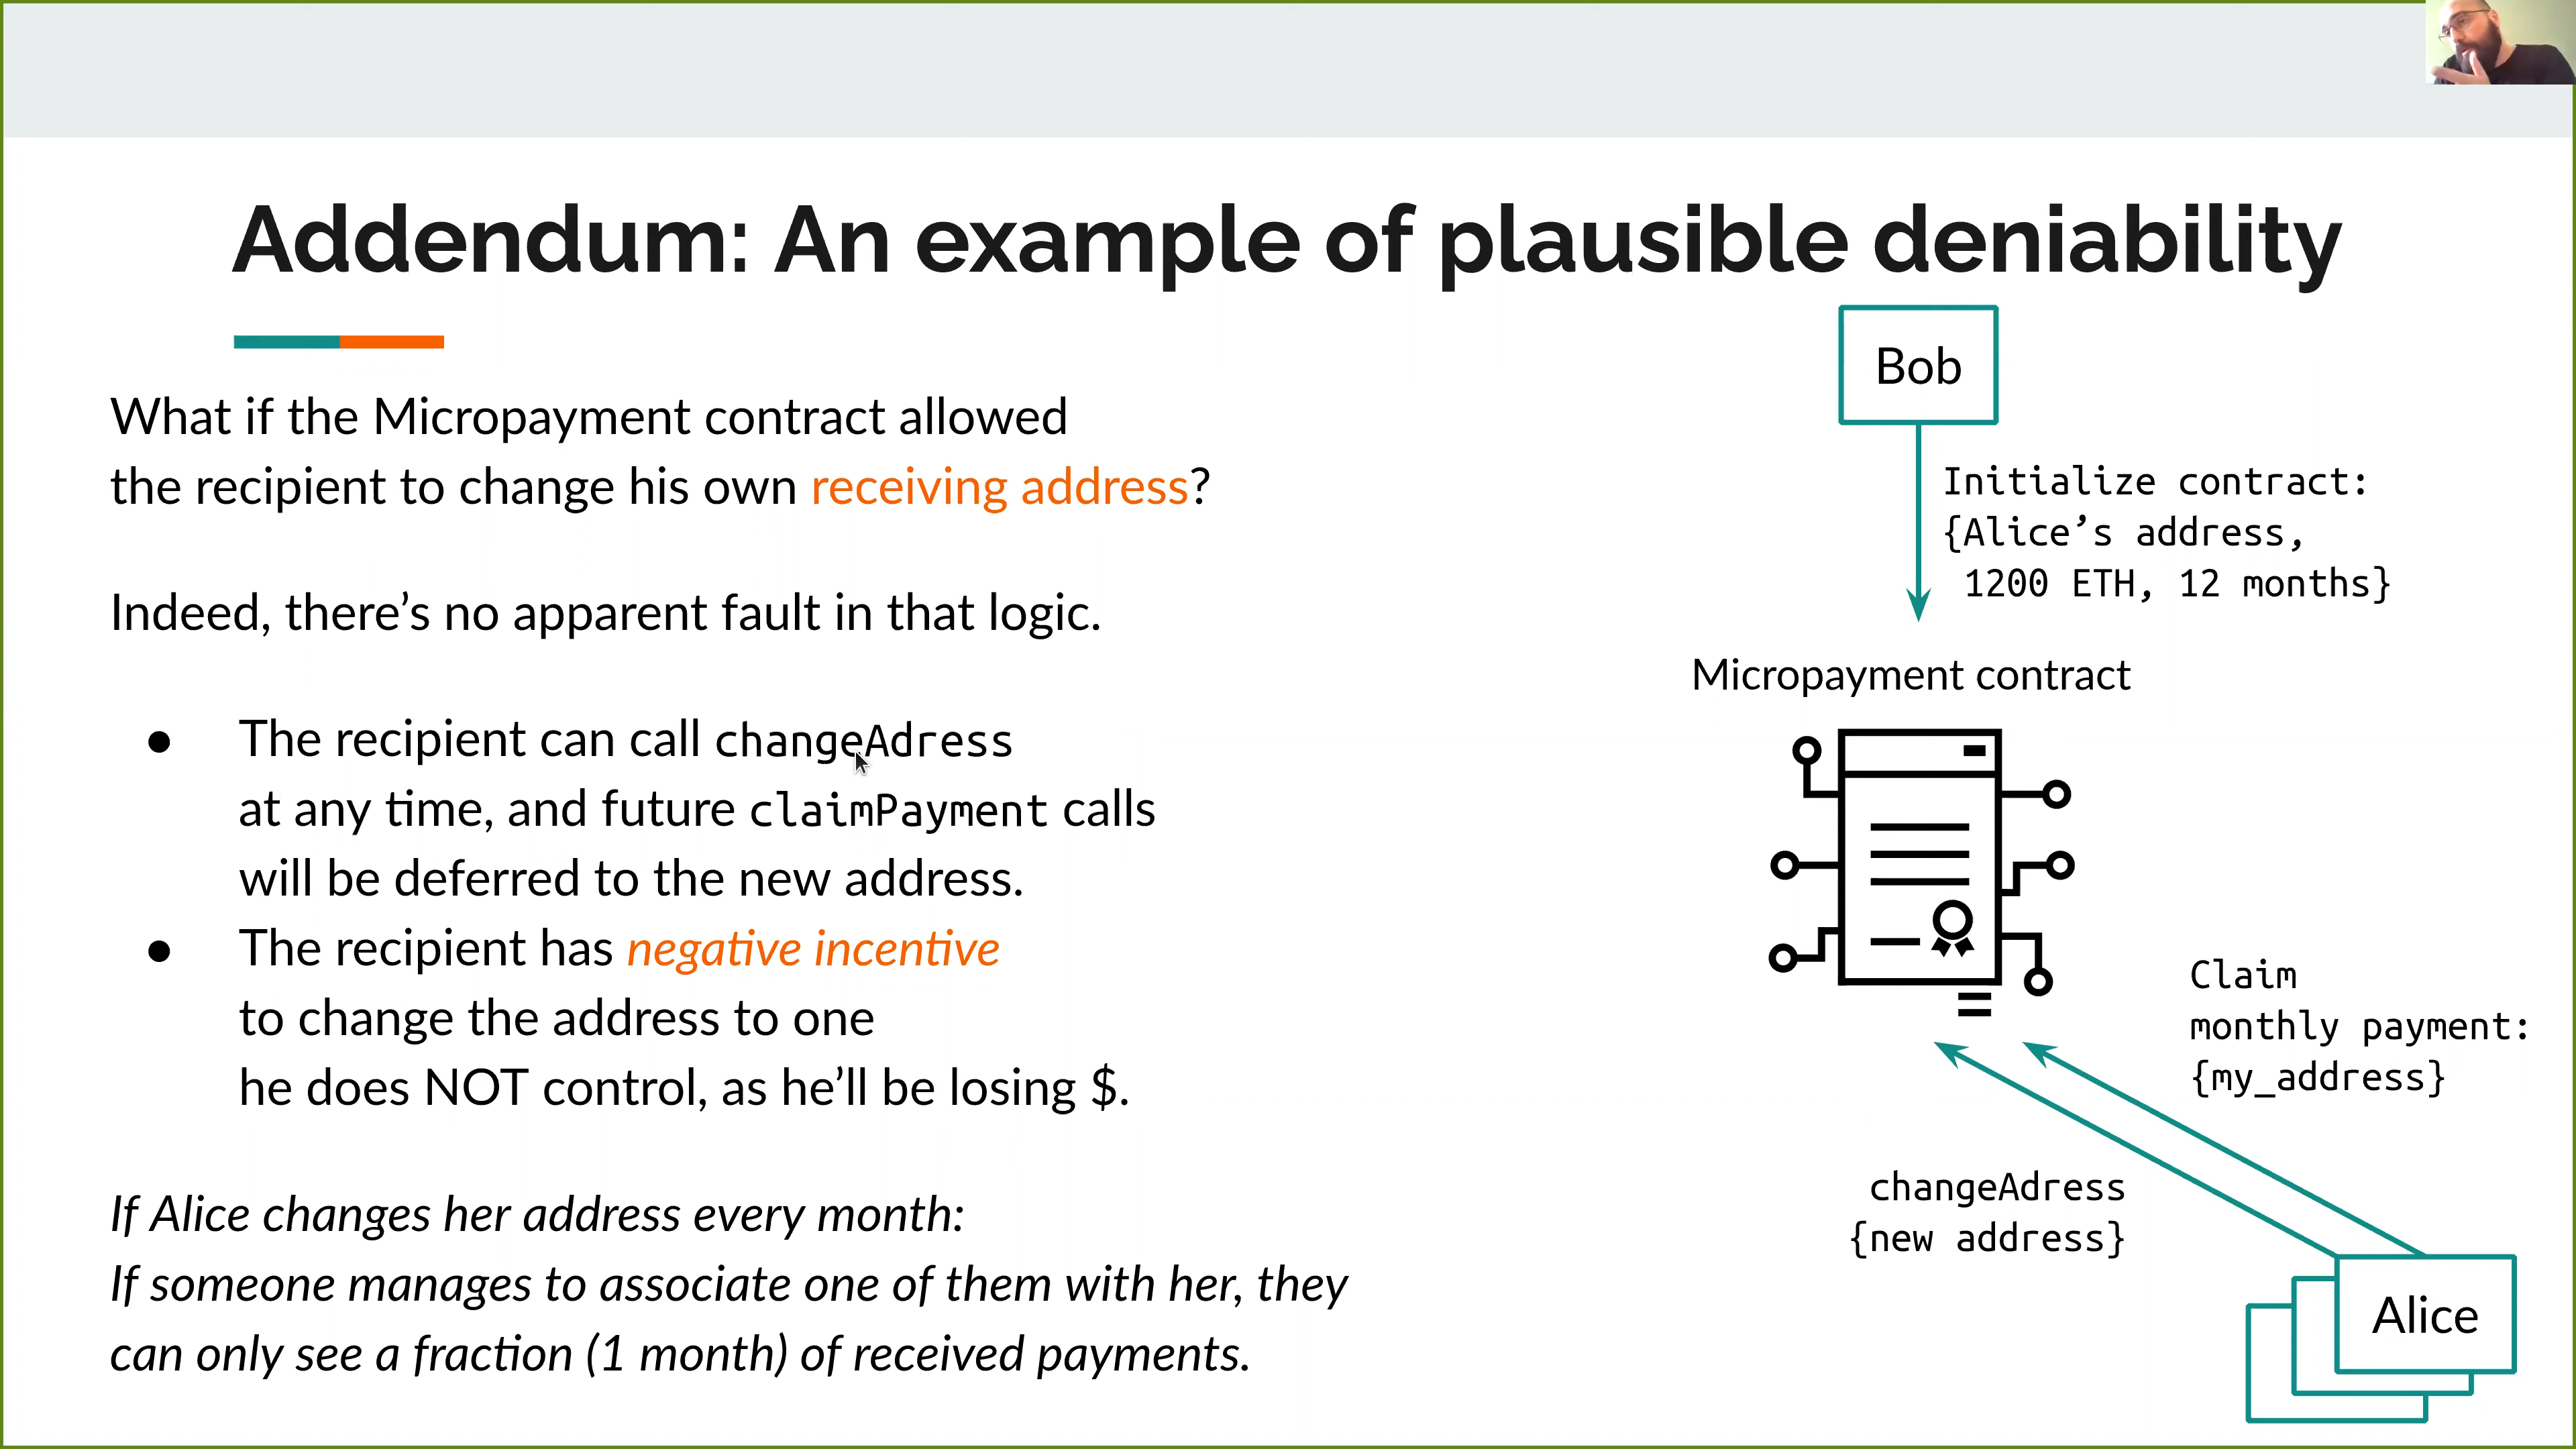 Addendum: An example of plausible deniability
What if the Micropayment contract allowed
the recipient to change his own receiving address?
Indeed, there's no apparent fault in that logic.
● The recipient can call changeAdress
at any time, and future claimPayment calls
will be deferred to the new address.
● The recipient has negative incentive
to change the address to one
he does NOT control, as he'll be losing $.
If Alice changes her address every month:
If someone manages to associate one of them with her, they
can only see a fraction (1 month) of received payments.
Bob
Initialize contract:
{Alice's address,
1200 ETH, 12 months}
Micropayment contract
Claim
monthly payment:
{my_address}
changeAdress
{new address}
Alice